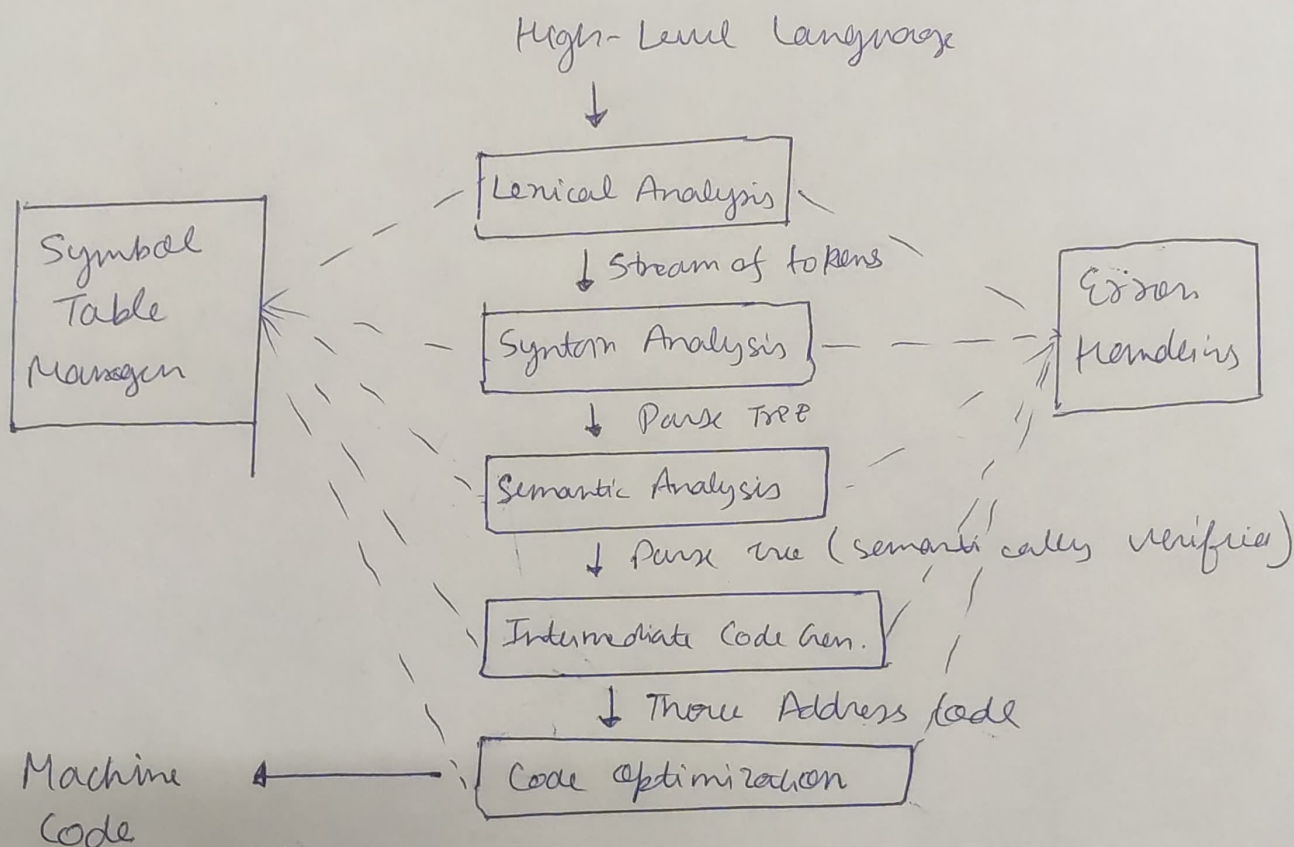 High-Level Language
Lexical Analysis
Stream of tokens
Symbol
Table
Manager
Error
Handling
Syntax Analysis
Parse Tree
Semantic Analysis
Parse tree (semantically verified)
Intermediate Code Gen.
Three Address Code
Code Optimization
Machine
Code